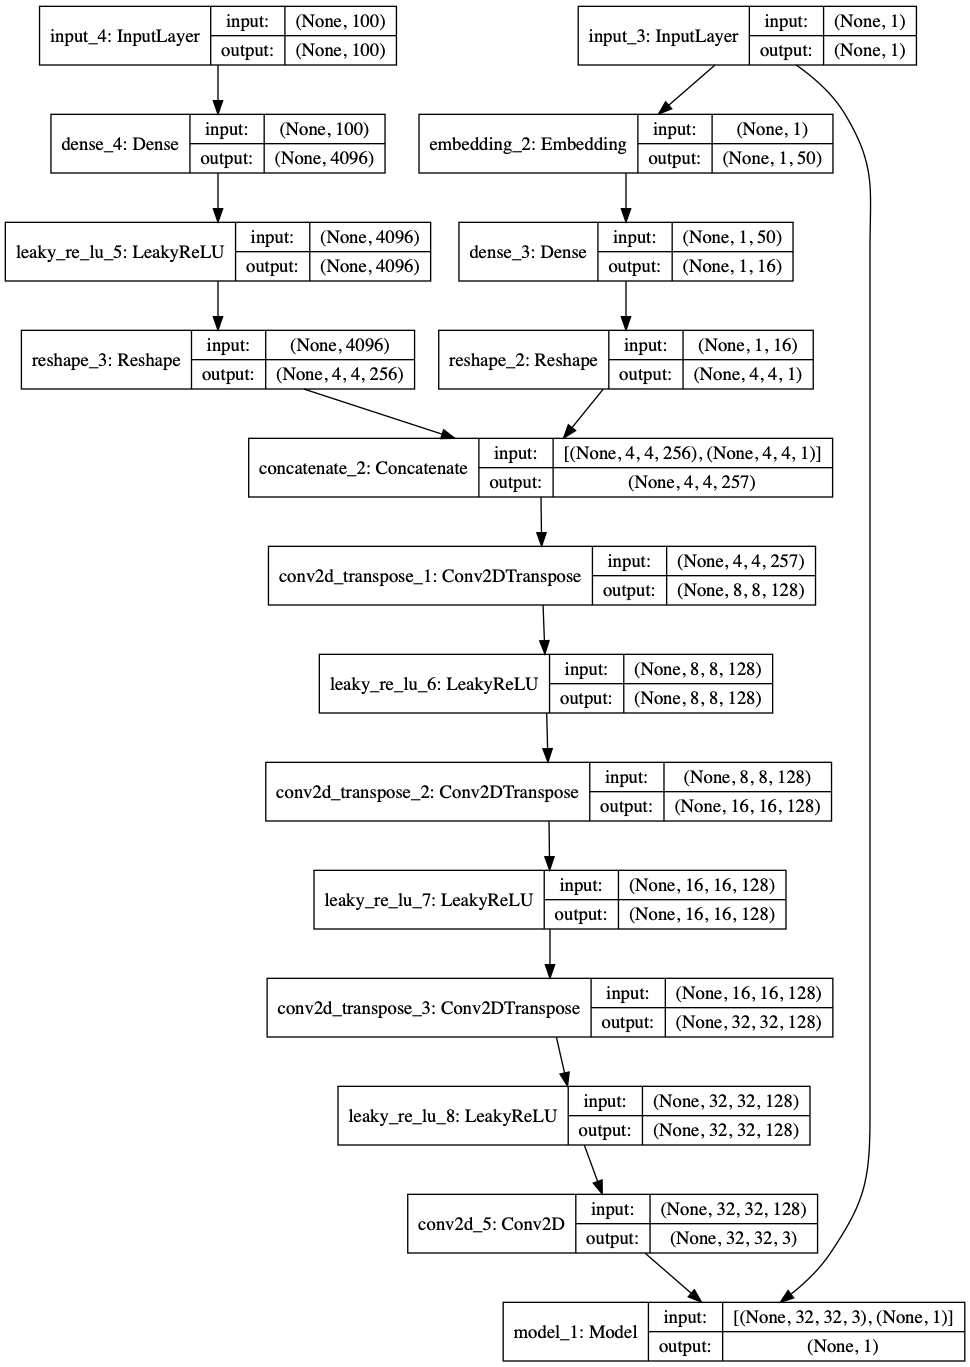 input_4: InputLayer
input:
(None, 100)
output:
(None, 100)
input_3: InputLayer
input:
(None, 1)
output:
(None, 1)
dense_4: Dense
input:
(None, 100)
output:
(None, 4096)
embedding_2: Embedding
input:
(None, 1)
output:
(None, 1, 50)
leaky_re_lu_5: LeakyReLU
input:
(None, 4096)
output:
(None, 4096)
dense_3: Dense
input:
(None, 1, 50)
output:
(None, 1, 16)
reshape_3: Reshape
input:
(None, 4096)
output:
(None, 4, 4, 256)
reshape_2: Reshape
input:
(None, 1, 16)
output:
(None, 4, 4, 1)
concatenate_2: Concatenate
input:
[(None, 4, 4, 256), (None, 4, 4, 1)]
output:
(None, 4, 4, 257)
conv2d_transpose_1: Conv2DTranspose
input:
(None, 4, 4, 257)
output:
(None, 8, 8, 128)
leaky_re_lu_6: LeakyReLU
input:
(None, 8, 8, 128)
output:
(None, 8, 8, 128)
conv2d_transpose_2: Conv2DTranspose
input:
(None, 8, 8, 128)
output:
(None, 16, 16, 128)
leaky_re_lu_7: LeakyReLU
input:
(None, 16, 16, 128)
output:
(None, 16, 16, 128)
conv2d_transpose_3: Conv2DTranspose
input:
(None, 16, 16, 128)
output:
(None, 32, 32, 128)
leaky_re_lu_8: LeakyReLU
input:
(None, 32, 32, 128)
output:
(None, 32, 32, 128)
conv2d_5: Conv2D
input:
(None, 32, 32, 128)
output:
(None, 32, 32, 3)
model_1: Model
input:
[(None, 32, 32, 3), (None, 1)]
output:
(None, 1)